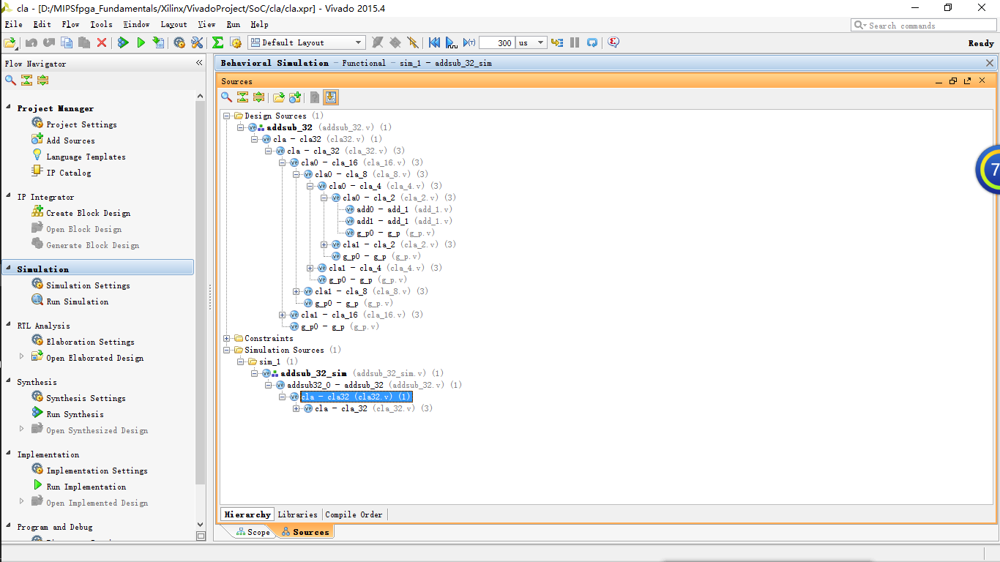 cla - [D:/MIPSfpga_Fundamentals/Xilinx/VivadoProject/SoC/cla/cla.xpr] - Vivado 2015.4
File Edit Flow Tools Window Layout View Run Help
Search commands
Default Layout
300 us
Ready
Flow Navigator
Project Manager
Project Settings
Add Sources
Language Templates
IP Catalog
IP Integrator
Create Block Design
Open Block Design
Generate Block Design
Simulation
Simulation Settings
Run Simulation
RTL Analysis
Elaboration Settings
Open Elaborated Design
Synthesis
Synthesis Settings
Run Synthesis
Open Synthesized Design
Implementation
Implementation Settings
Run Implementation
Open Implemented Design
Program and Debug
Behavioral Simulation - Functional - sim_1 - addsub_32_sim
Sources
Design Sources (1)
addsub_32 (addsub_32.v) (1)
cla - cla32 (cla32.v) (1)
cla - cla_32 (cla_32.v) (3)
cla0 - cla_16 (cla_16.v) (3)
cla0 - cla_8 (cla_8.v) (3)
cla0 - cla_4 (cla_4.v) (3)
cla0 - cla_2 (cla_2.v) (3)
add0 - add_1 (add_1.v)
add1 - add_1 (add_1.v)
g_p0 - g_p (g_p.v)
cla1 - cla_2 (cla_2.v) (3)
g_p0 - g_p (g_p.v)
cla1 - cla_4 (cla_4.v) (3)
g_p0 - g_p (g_p.v)
cla1 - cla_8 (cla_8.v) (3)
g_p0 - g_p (g_p.v)
cla1 - cla_16 (cla_16.v) (3)
g_p0 - g_p (g_p.v)
Constraints
Simulation Sources (1)
sim_1 (1)
addsub_32_sim (addsub_32_sim.v) (1)
addsub32_0 - addsub_32 (addsub_32.v) (1)
cla - cla32 (cla32.v) (1)
cla - cla_32 (cla_32.v) (3)
Hierarchy Libraries Compile Order
Scope Sources
7